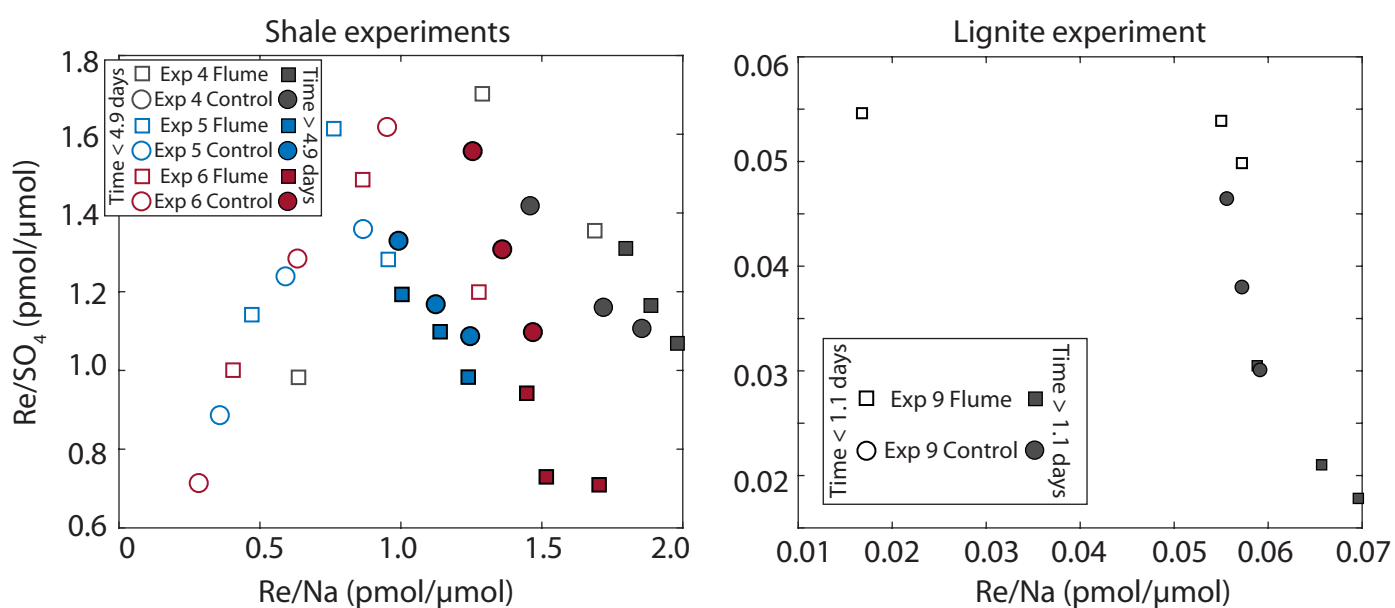 Shale experiments
Re/SO4 (pmol/μmol)
1.8
1.6
1.4
1.2
1.0
0.8
0.6
Time < 4.9 days
Exp 4 Flume
Exp 4 Control
Exp 5 Flume
Exp 5 Control
Exp 6 Flume
Exp 6 Control
Time > 4.9 days
0 0.5 1.0 1.5 2.0
Re/Na (pmol/μmol)
Lignite experiment
0.06
0.05
0.04
0.03
0.02
Time < 1.1 days
Exp 9 Flume
Exp 9 Control
Time > 1.1 days
0.01 0.02 0.03 0.04 0.05 0.06 0.07
Re/Na (pmol/μmol)